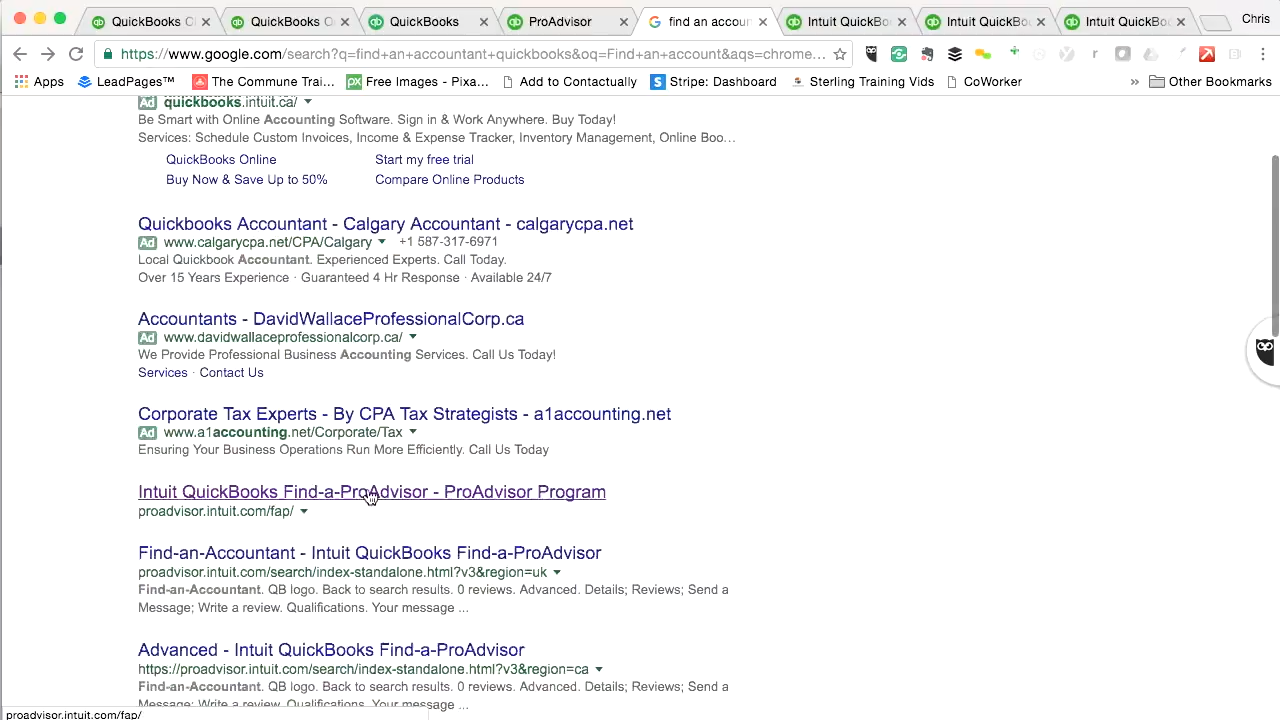 QuickBooks O
QuickBooks O
QuickBooks
ProAdvisor
find an accoun
Intuit QuickBo
Intuit QuickBo
Intuit QuickBo
Chris
https://www.google.com/search?q=find+an+accountant+quickbooks&oq=Find+an+account&aqs=chrome...
Apps
LeadPages™
The Commune Trai...
Free Images - Pixa...
Add to Contactually
Stripe: Dashboard
Sterling Training Vids
CoWorker
»
Other Bookmarks
Ad quickbooks.intuit.ca/
Be Smart with Online Accounting Software. Sign in & Work Anywhere. Buy Today!
Services: Schedule Custom Invoices, Income & Expense Tracker, Inventory Management, Online Boo...
QuickBooks Online Start my free trial
Buy Now & Save Up to 50% Compare Online Products
Quickbooks Accountant - Calgary Accountant - calgarycpa.net
Ad www.calgarycpa.net/CPA/Calgary +1 587-317-6971
Local Quickbook Accountant. Experienced Experts. Call Today.
Over 15 Years Experience · Guaranteed 4 Hr Response · Available 24/7
Accountants - DavidWallaceProfessionalCorp.ca
Ad www.davidwallaceprofessionalcorp.ca/
We Provide Professional Business Accounting Services. Call Us Today!
Services · Contact Us
Corporate Tax Experts - By CPA Tax Strategists - a1accounting.net
Ad www.a1accounting.net/Corporate/Tax
Ensuring Your Business Operations Run More Efficiently. Call Us Today
Intuit QuickBooks Find-a-ProAdvisor - ProAdvisor Program
proadvisor.intuit.com/fap/
Find-an-Accountant - Intuit QuickBooks Find-a-ProAdvisor
proadvisor.intuit.com/search/index-standalone.html?v3&region=uk
Find-an-Accountant. QB logo. Back to search results. 0 reviews. Advanced. Details; Reviews; Send a
Message; Write a review. Qualifications. Your message ...
Advanced - Intuit QuickBooks Find-a-ProAdvisor
https://proadvisor.intuit.com/search/index-standalone.html?v3&region=ca
Find-an-Accountant. QB logo. Back to search results. 0 reviews. Advanced. Details; Reviews; Send a
Message; Write a review. Qualifications. Your message ...
proadvisor.intuit.com/fap/